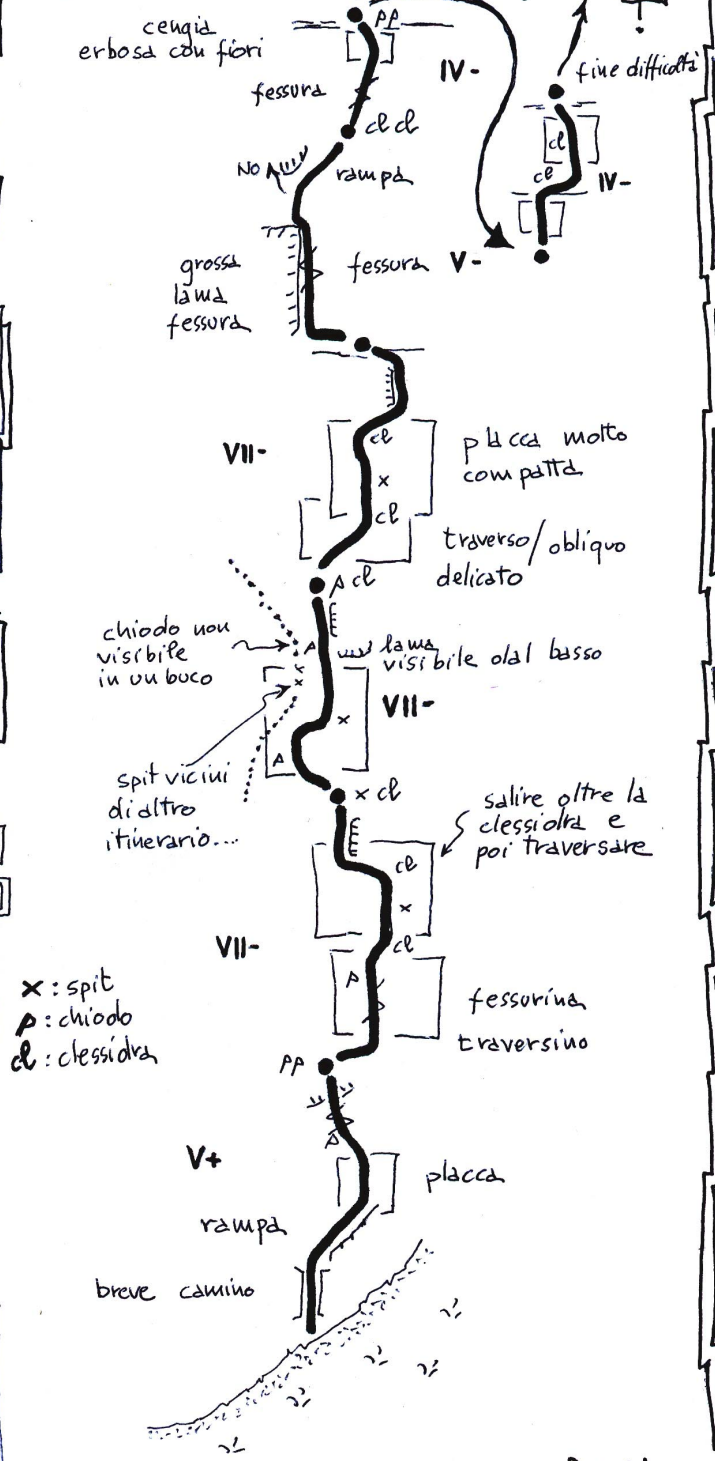 cengia
erbosa con fiori
PP
IV-
fine difficoltà
!
fessura
cl cl
cl
cl
IV-
NO
rampa
grossa
lama
fessura
fessura
V-
cl
VII-
x
placca molto
compatta
cl
traverso/obliquo
delicato
P cl
chiodo non
visibile
in un buco
P
lama
visibile dal basso
x
x
VII-
x
P
spit vicini
di altro
itinerario...
x cl
salire oltre la
clessidra e
poi traversare
cl
x
VII-
cl
P
x: spit
P: chiodo
cl: clessidra
fessurina
traversino
PP
P
V+
placca
rampa
breve camino